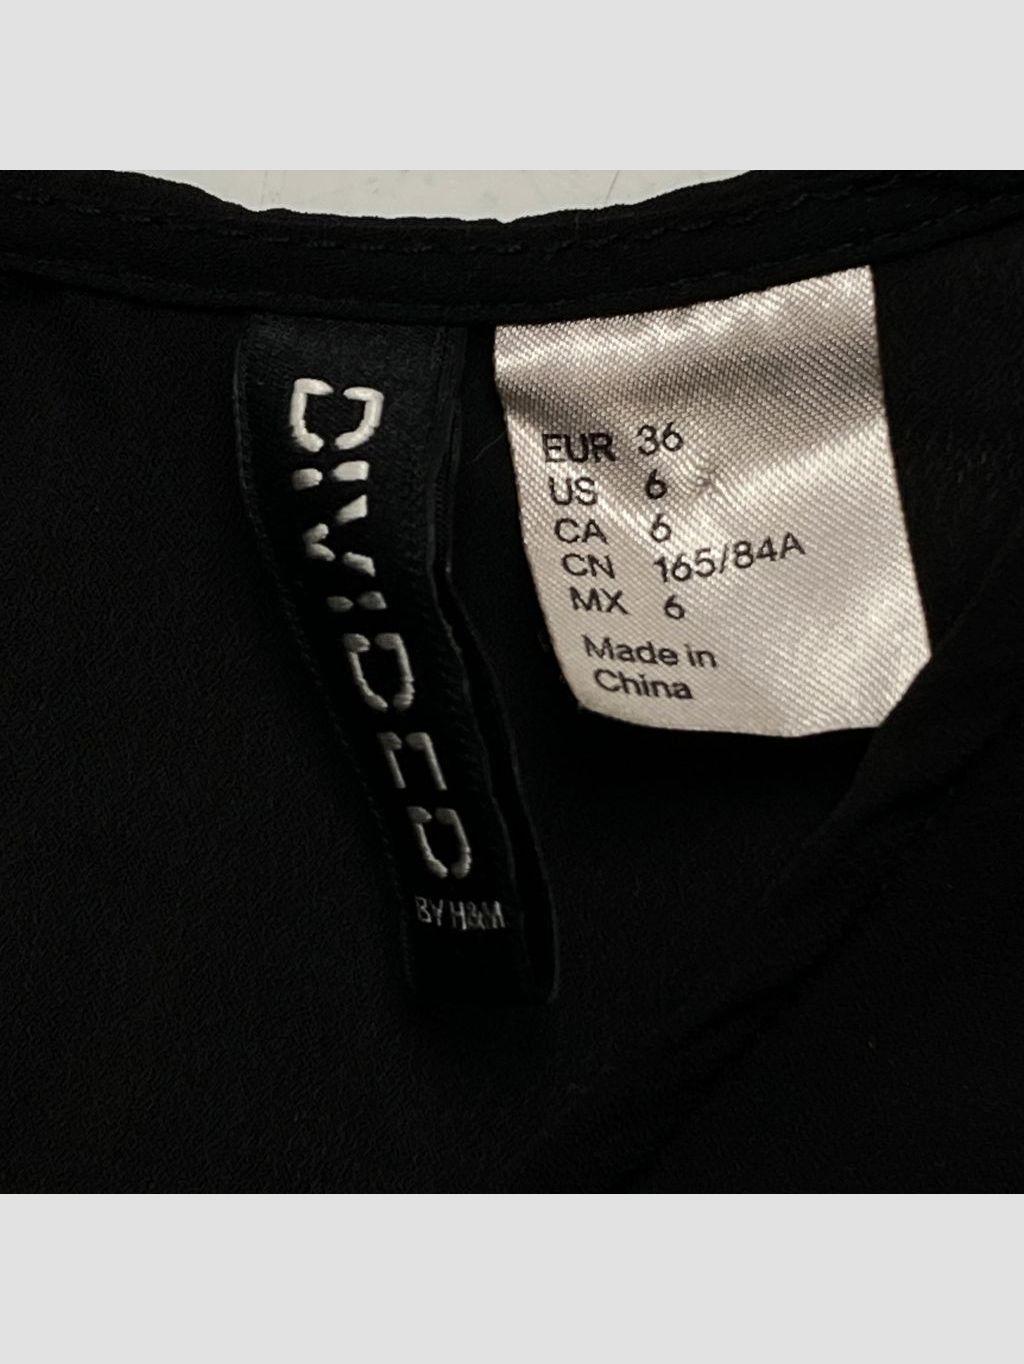 DIVIDED
BY H&M
EUR 36
US 6
CA 6
CN 165/84A
MX 6
Made in
China